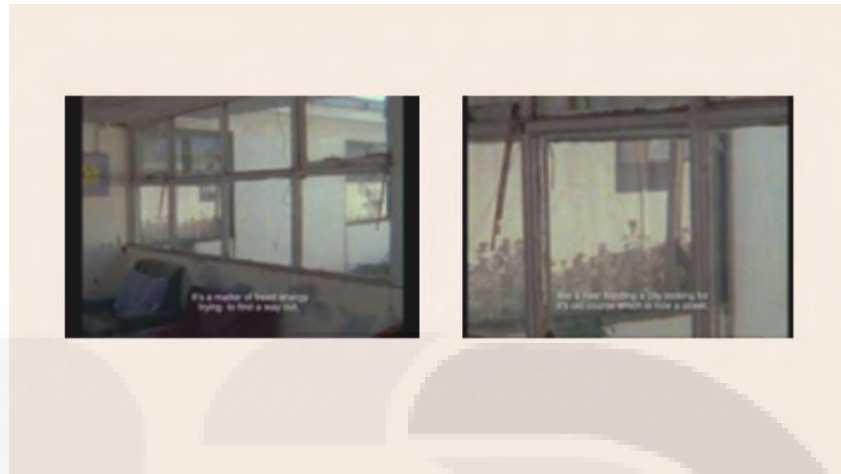 It's a matter of freed energy
trying to find a way out,
like a river flooding a city looking for
it's old course which is now a street.